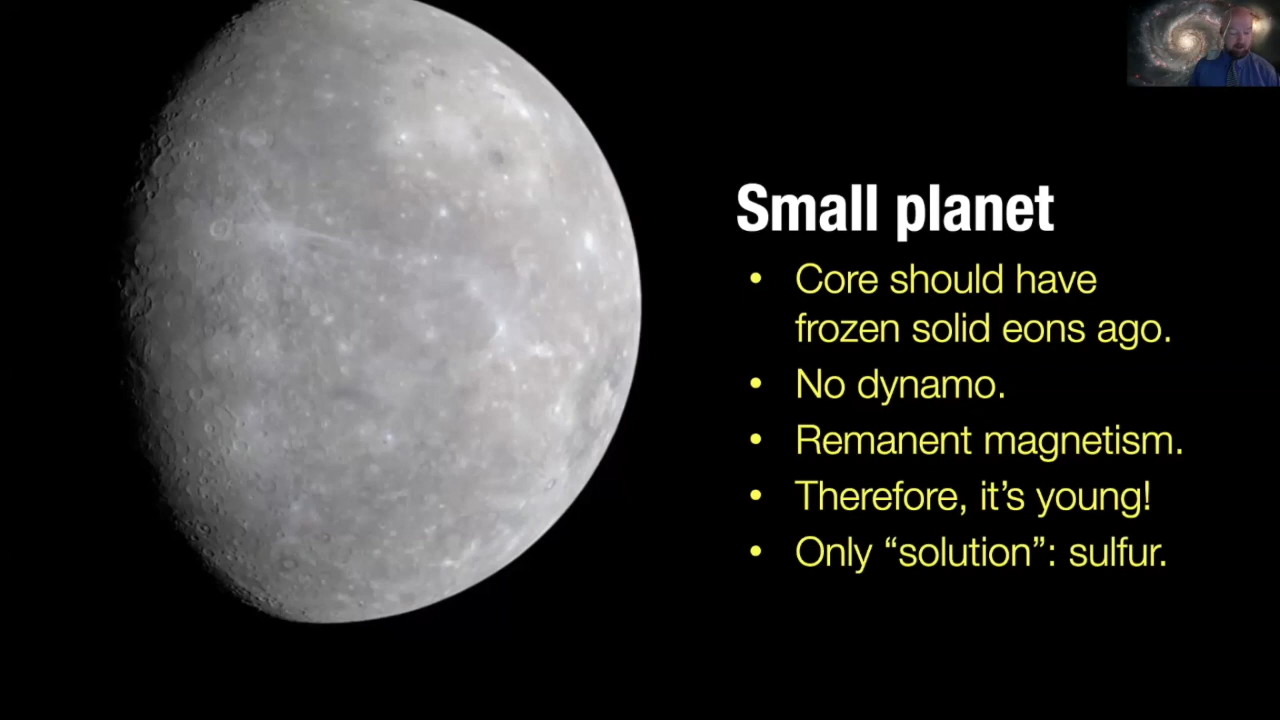 Small planet
• Core should have
frozen solid eons ago.
• No dynamo.
• Remanent magnetism.
• Therefore, it’s young!
• Only “solution”: sulfur.